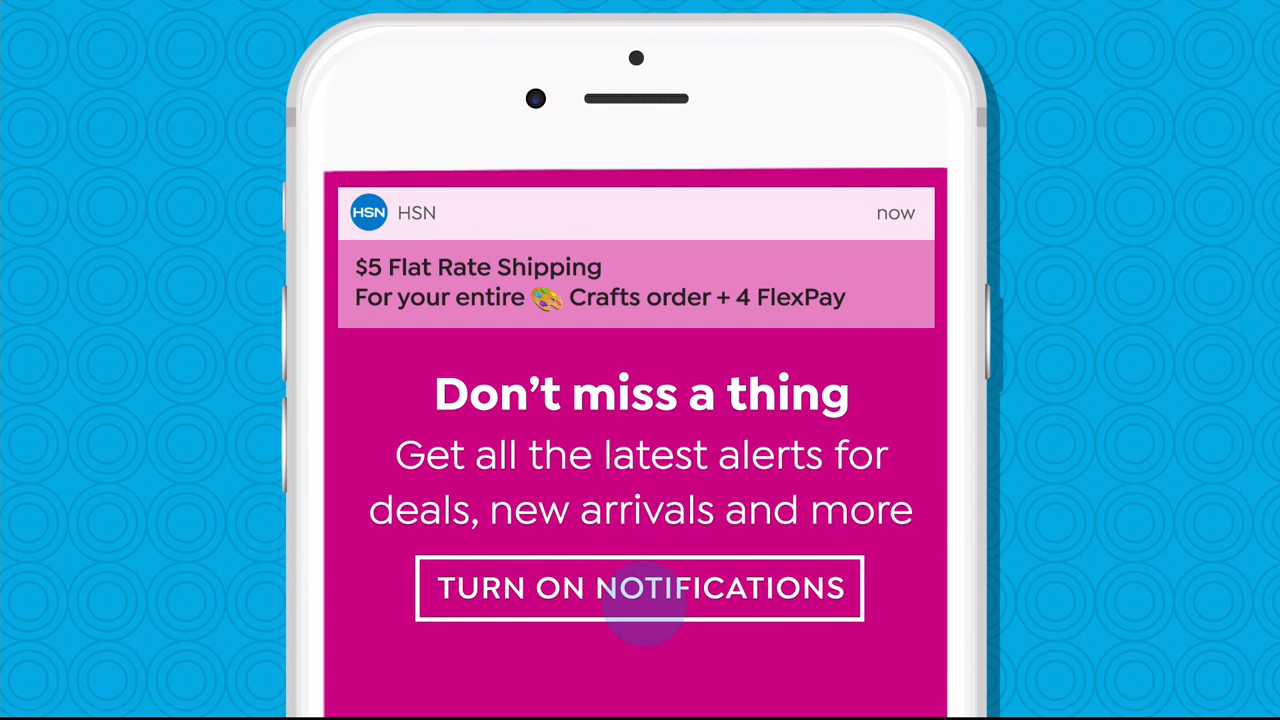 HSN HSN now
$5 Flat Rate Shipping
For your entire 🎨 Crafts order + 4 FlexPay
Don't miss a thing
Get all the latest alerts for
deals, new arrivals and more
TURN ON NOTIFICATIONS